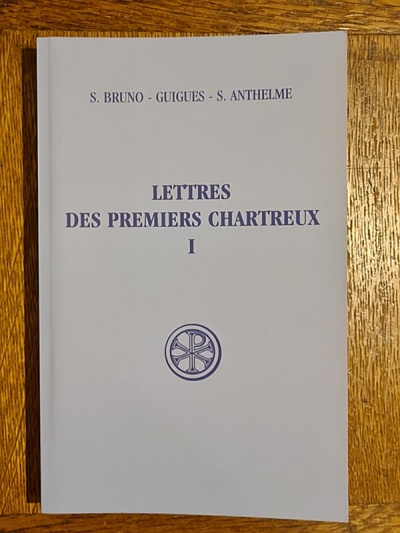 S. BRUNO - GUIGUES - S. ANTHELME
LETTRES
DES PREMIERS CHARTREUX
I